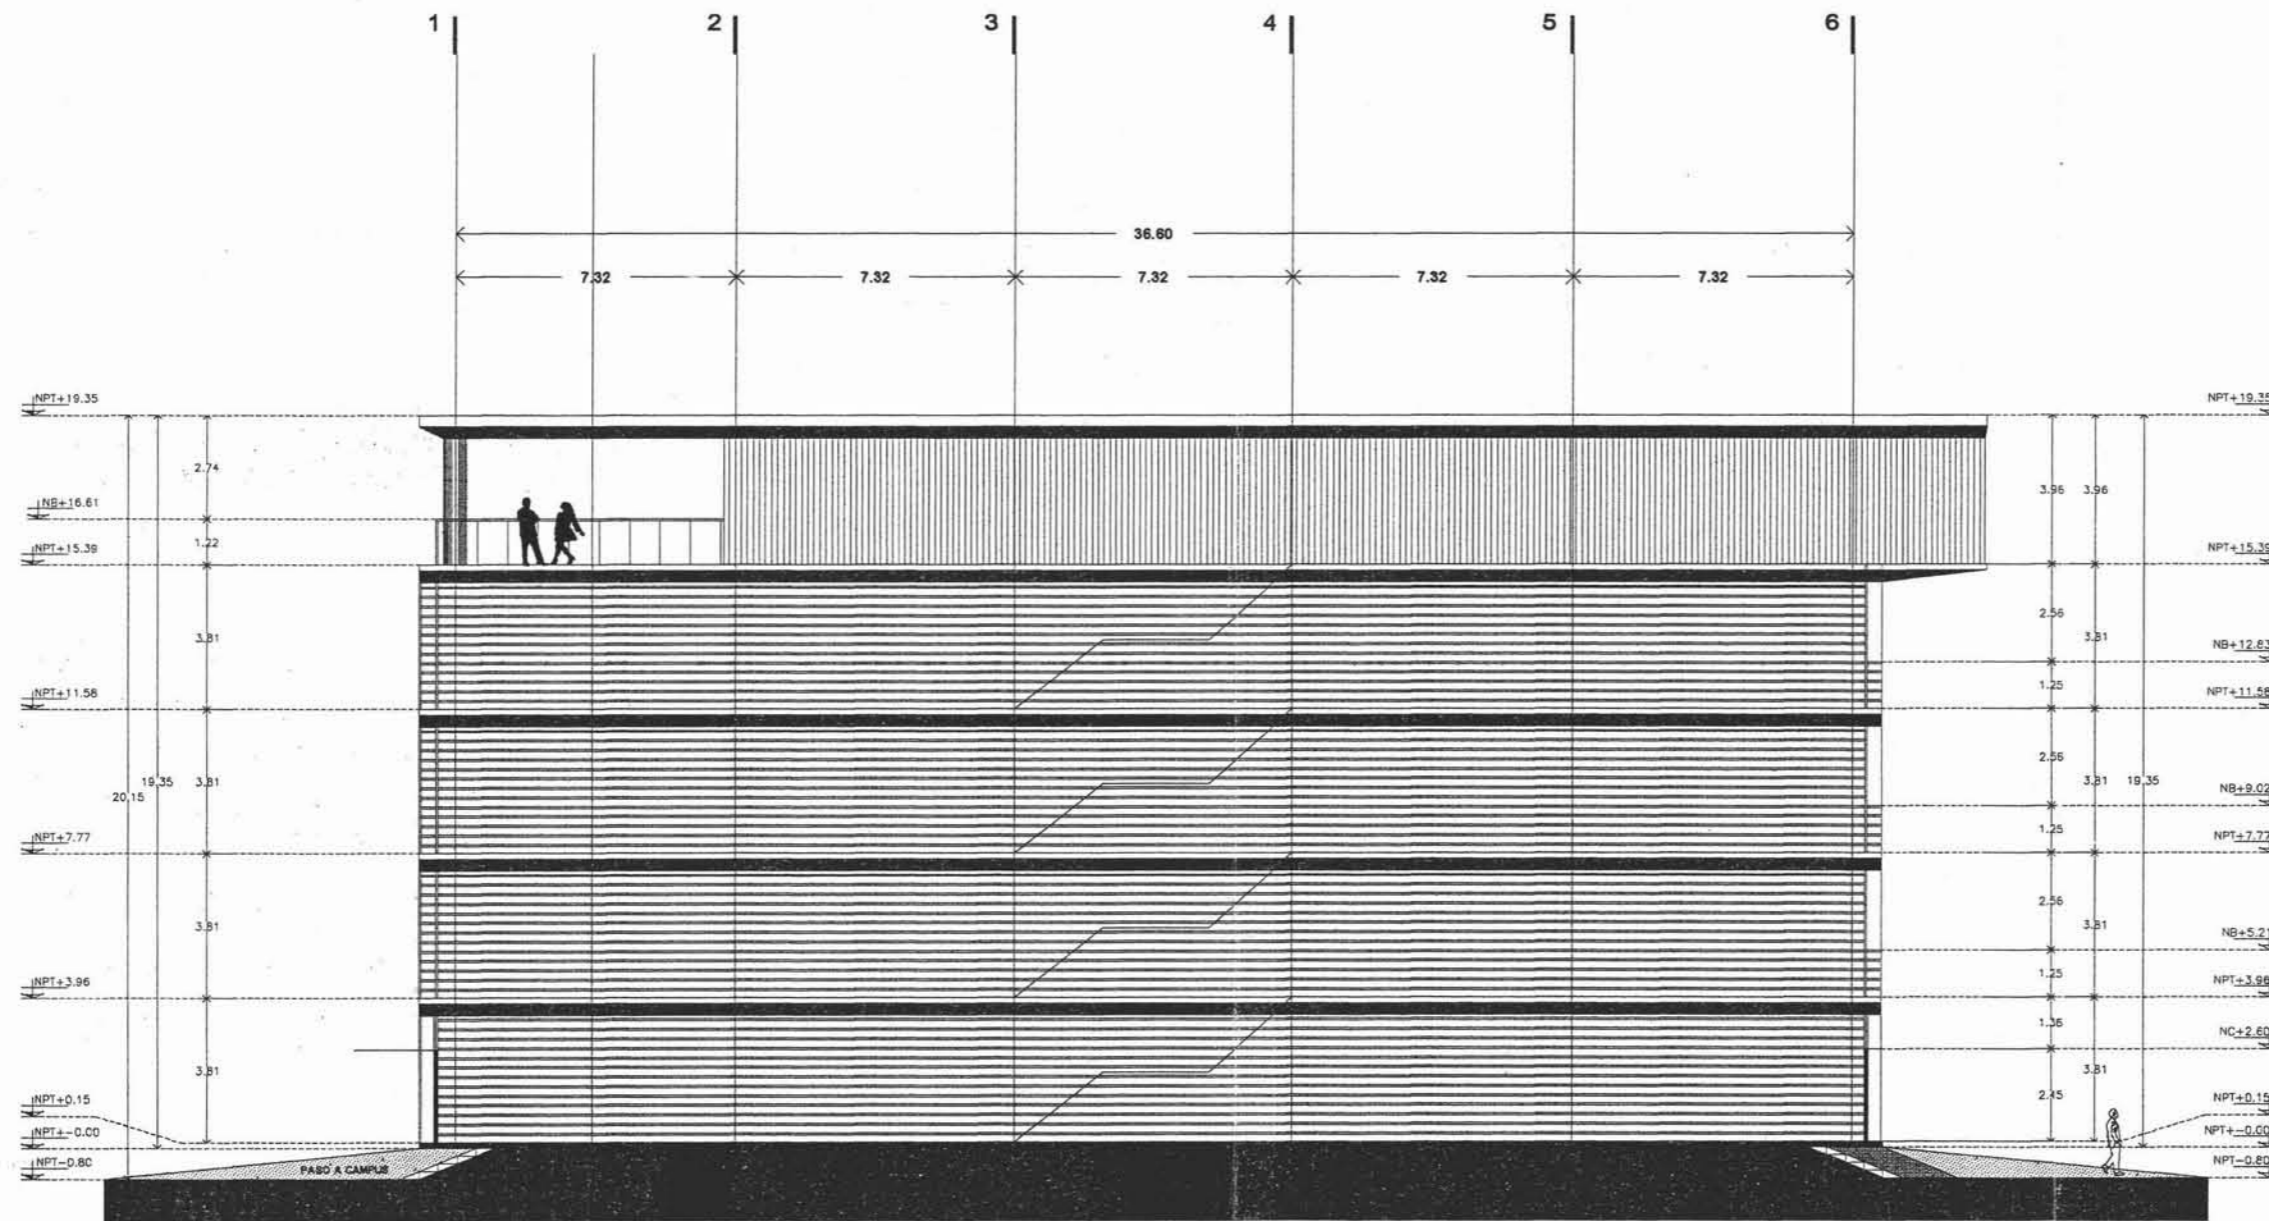 1 2 3 4 5 6
36.60
7.32 7.32 7.32 7.32 7.32
NPT+19.35 NPT+19.35
2.74 3.96 3.96
NB+16.61
1.22
NPT+15.39 NPT+15.39
3.81 2.56 3.81
NB+12.83
1.25
NPT+11.58 NPT+11.58
20.15 19.35 3.81 2.56 3.81 19.35
NB+9.02
1.25
NPT+7.77 NPT+7.77
3.81 2.56 3.81
NB+5.21
1.25
NPT+3.96 NPT+3.96
1.36
NC+2.60
3.81 2.45 3.81
NPT+0.15 NPT+0.15
NPT+-0.00 NPT+-0.00
NPT-0.80 PASO A CAMPUS NPT-0.80